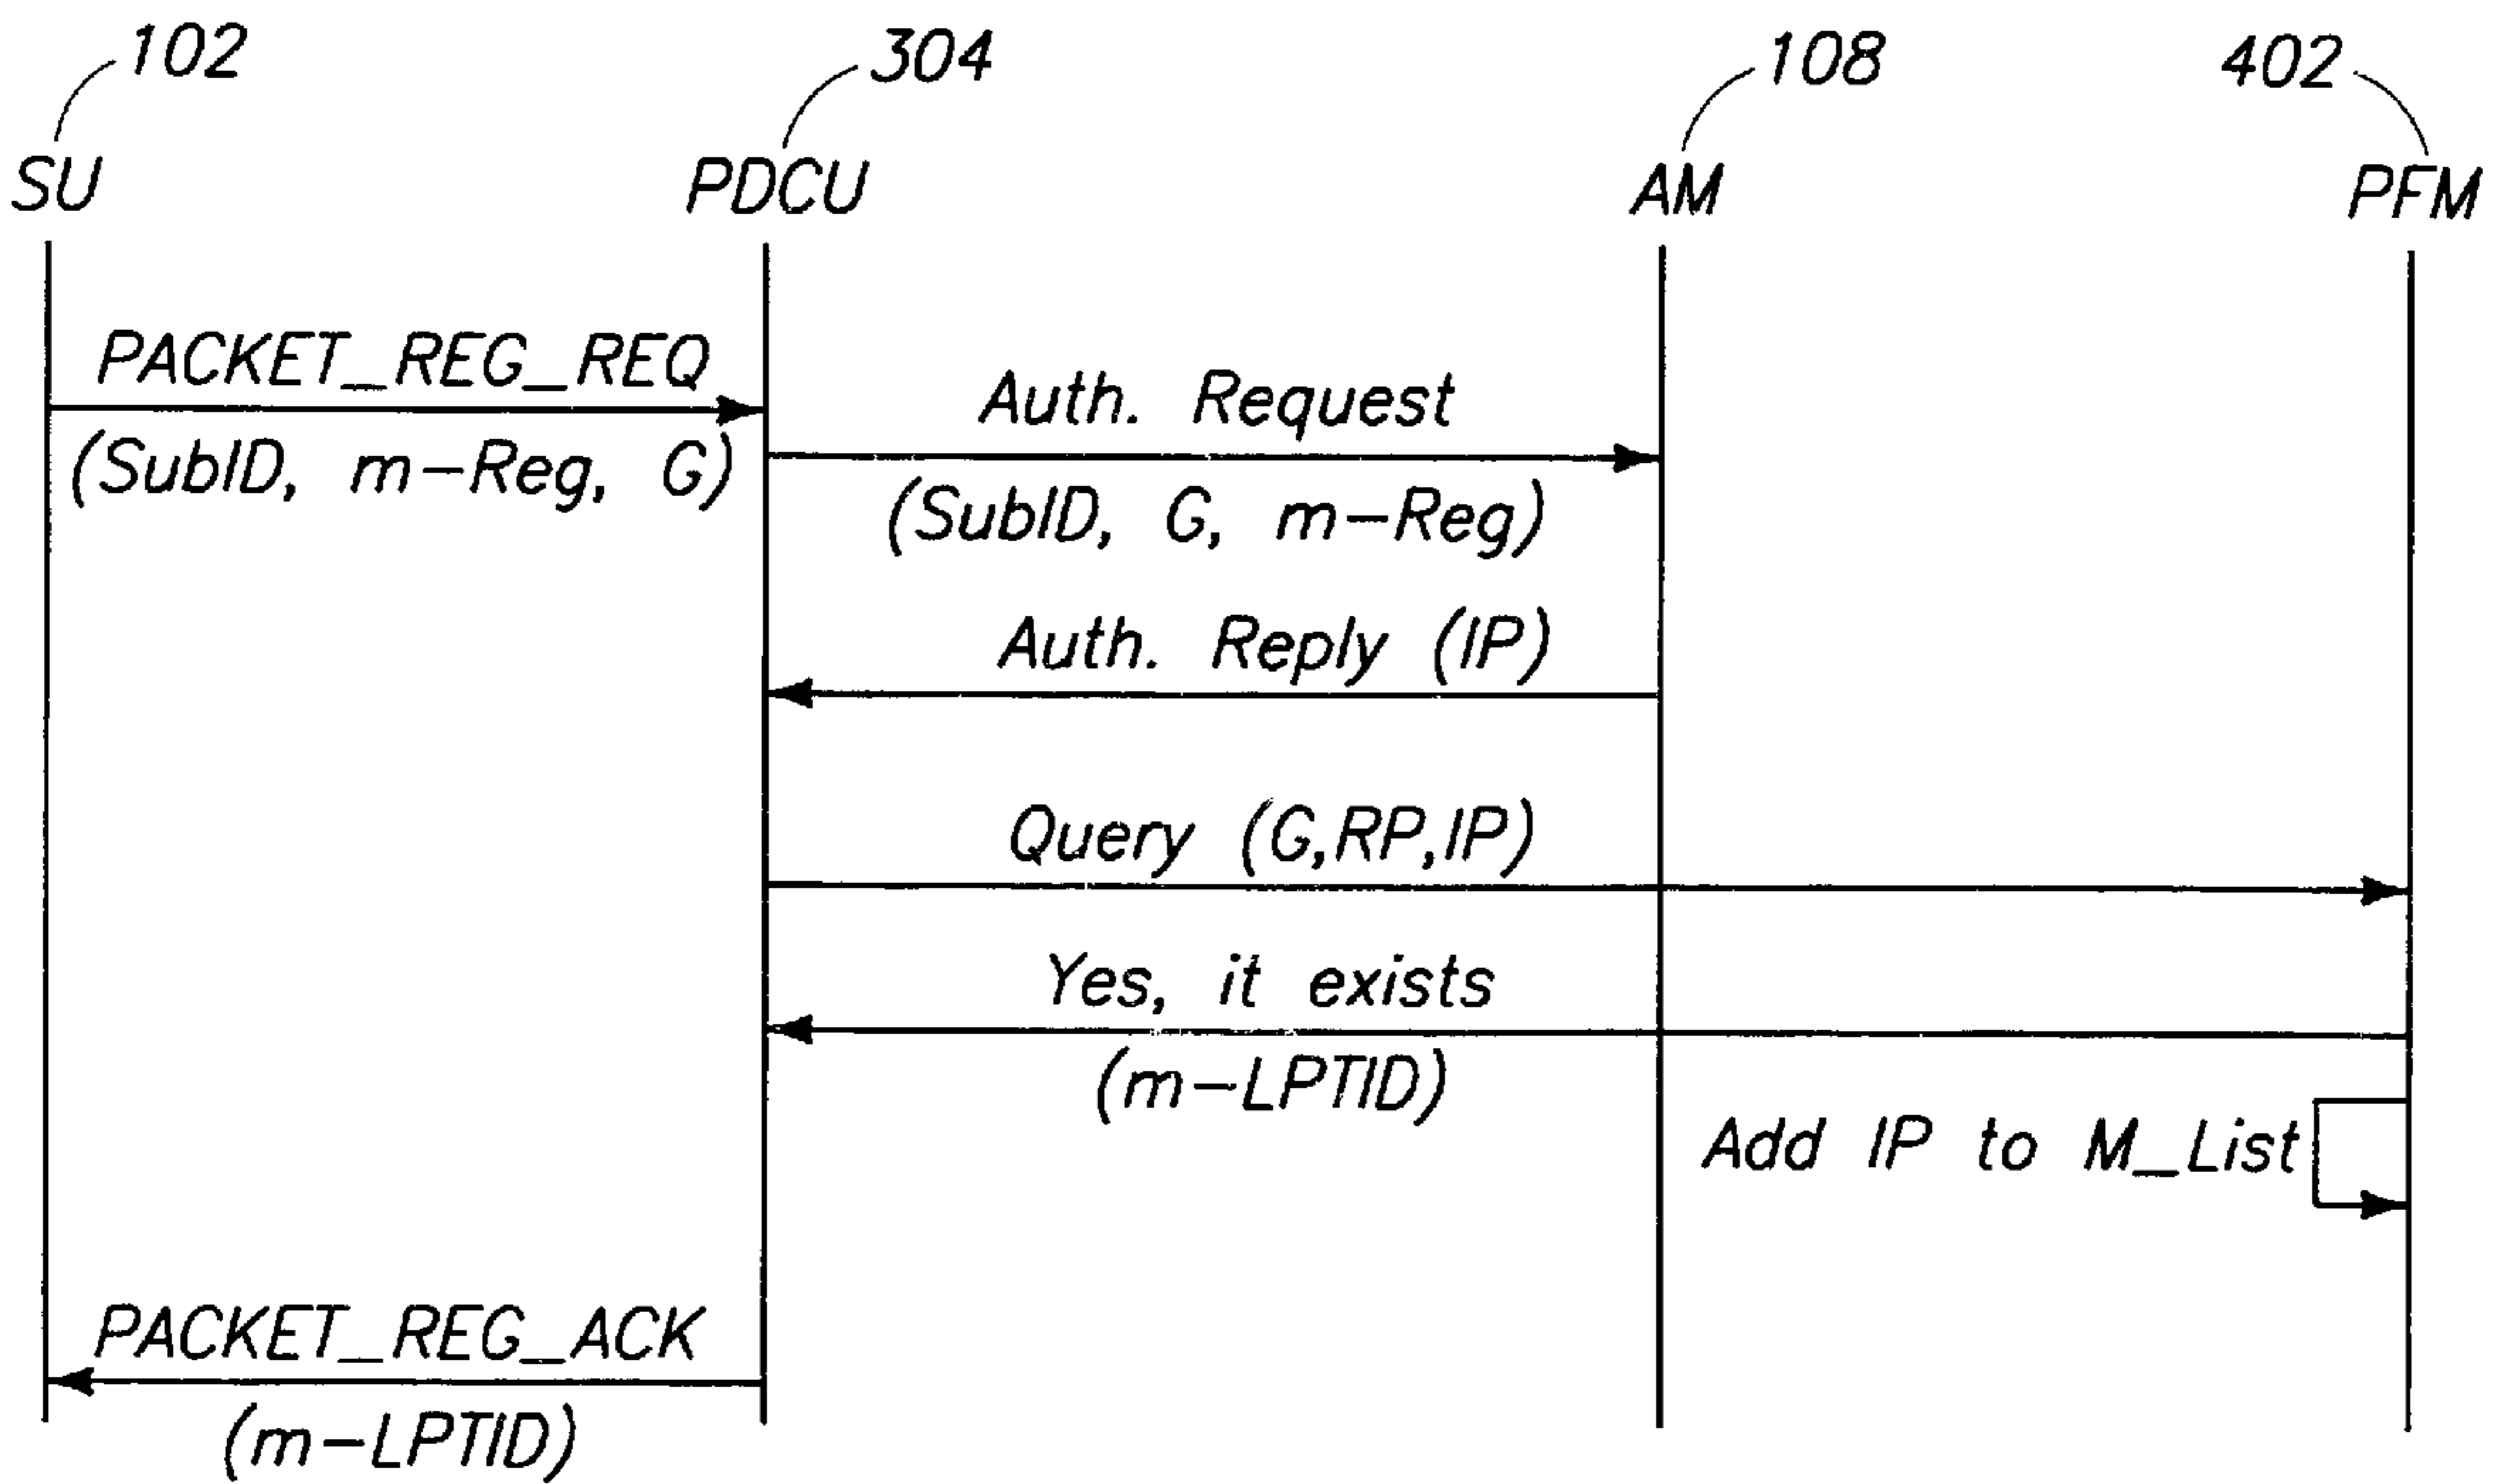 102 304 108 402
SU PDCU AM PFM
PACKET_REG_REQ
(SubID, m-Reg, G)
Auth. Request
(SubID, G, m-Reg)
Auth. Reply (IP)
Query (G,RP,IP)
Yes, it exists
(m-LPTID)
Add IP to M_List
PACKET_REG_ACK
(m-LPTID)